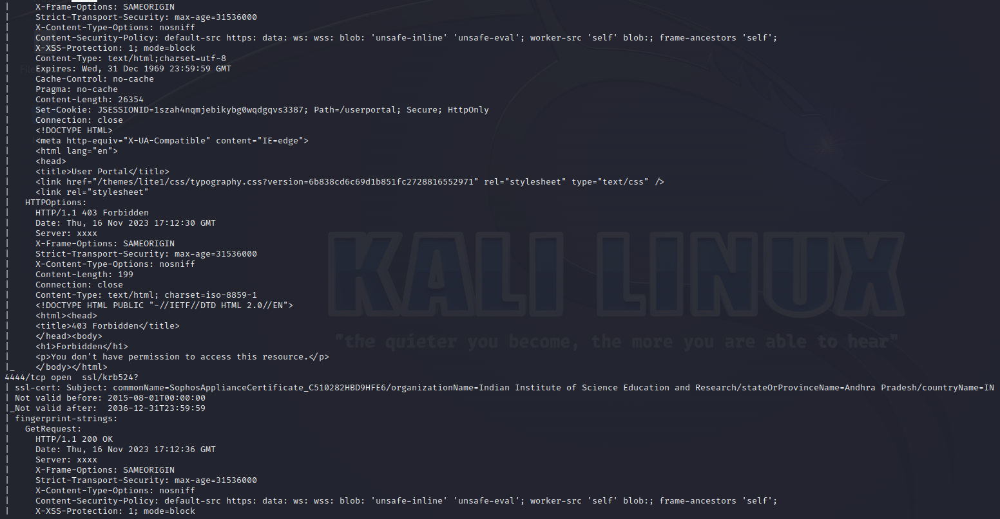 |     X-Frame-Options: SAMEORIGIN
|     Strict-Transport-Security: max-age=31536000
|     X-Content-Type-Options: nosniff
|     Content-Security-Policy: default-src https: data: ws: wss: blob: 'unsafe-inline' 'unsafe-eval'; worker-src 'self' blob:; frame-ancestors 'self';
|     X-XSS-Protection: 1; mode=block
|     Content-Type: text/html;charset=utf-8
|     Expires: Wed, 31 Dec 1969 23:59:59 GMT
|     Cache-Control: no-cache
|     Pragma: no-cache
|     Content-Length: 26354
|     Set-Cookie: JSESSIONID=1szah4nqmjebikybg0wqdgqvs3387; Path=/userportal; Secure; HttpOnly
|     Connection: close
|     <!DOCTYPE HTML>
|     <meta http-equiv="X-UA-Compatible" content="IE=edge">
|     <html lang="en">
|     <head>
|     <title>User Portal</title>
|     <link href="/themes/lite1/css/typography.css?version=6b838cd6c69d1b851fc2728816552971" rel="stylesheet" type="text/css" />
|     <link rel="stylesheet"
|   HTTPOptions:
|     HTTP/1.1 403 Forbidden
|     Date: Thu, 16 Nov 2023 17:12:30 GMT
|     Server: xxxx
|     X-Frame-Options: SAMEORIGIN
|     Strict-Transport-Security: max-age=31536000
|     X-Content-Type-Options: nosniff
|     Content-Length: 199
|     Connection: close
|     Content-Type: text/html; charset=iso-8859-1
|     <!DOCTYPE HTML PUBLIC "-//IETF//DTD HTML 2.0//EN">
|     <html><head>
|     <title>403 Forbidden</title>
|     </head><body>
|     <h1>Forbidden</h1>
|     <p>You don't have permission to access this resource.</p>
|_    </body></html>
4444/tcp open  ssl/krb524?
| ssl-cert: Subject: commonName=SophosApplianceCertificate_C510282HBD9HFE6/organizationName=Indian Institute of Science Education and Research/stateOrProvinceName=Andhra Pradesh/countryName=IN
| Not valid before: 2015-08-01T00:00:00
|_Not valid after:  2036-12-31T23:59:59
| fingerprint-strings:
|   GetRequest:
|     HTTP/1.1 200 OK
|     Date: Thu, 16 Nov 2023 17:12:36 GMT
|     Server: xxxx
|     X-Frame-Options: SAMEORIGIN
|     Strict-Transport-Security: max-age=31536000
|     X-Content-Type-Options: nosniff
|     Content-Security-Policy: default-src https: data: ws: wss: blob: 'unsafe-inline' 'unsafe-eval'; worker-src 'self' blob:; frame-ancestors 'self';
|     X-XSS-Protection: 1; mode=block
KALI LINUX
"the quieter you become, the more you are able to hear"